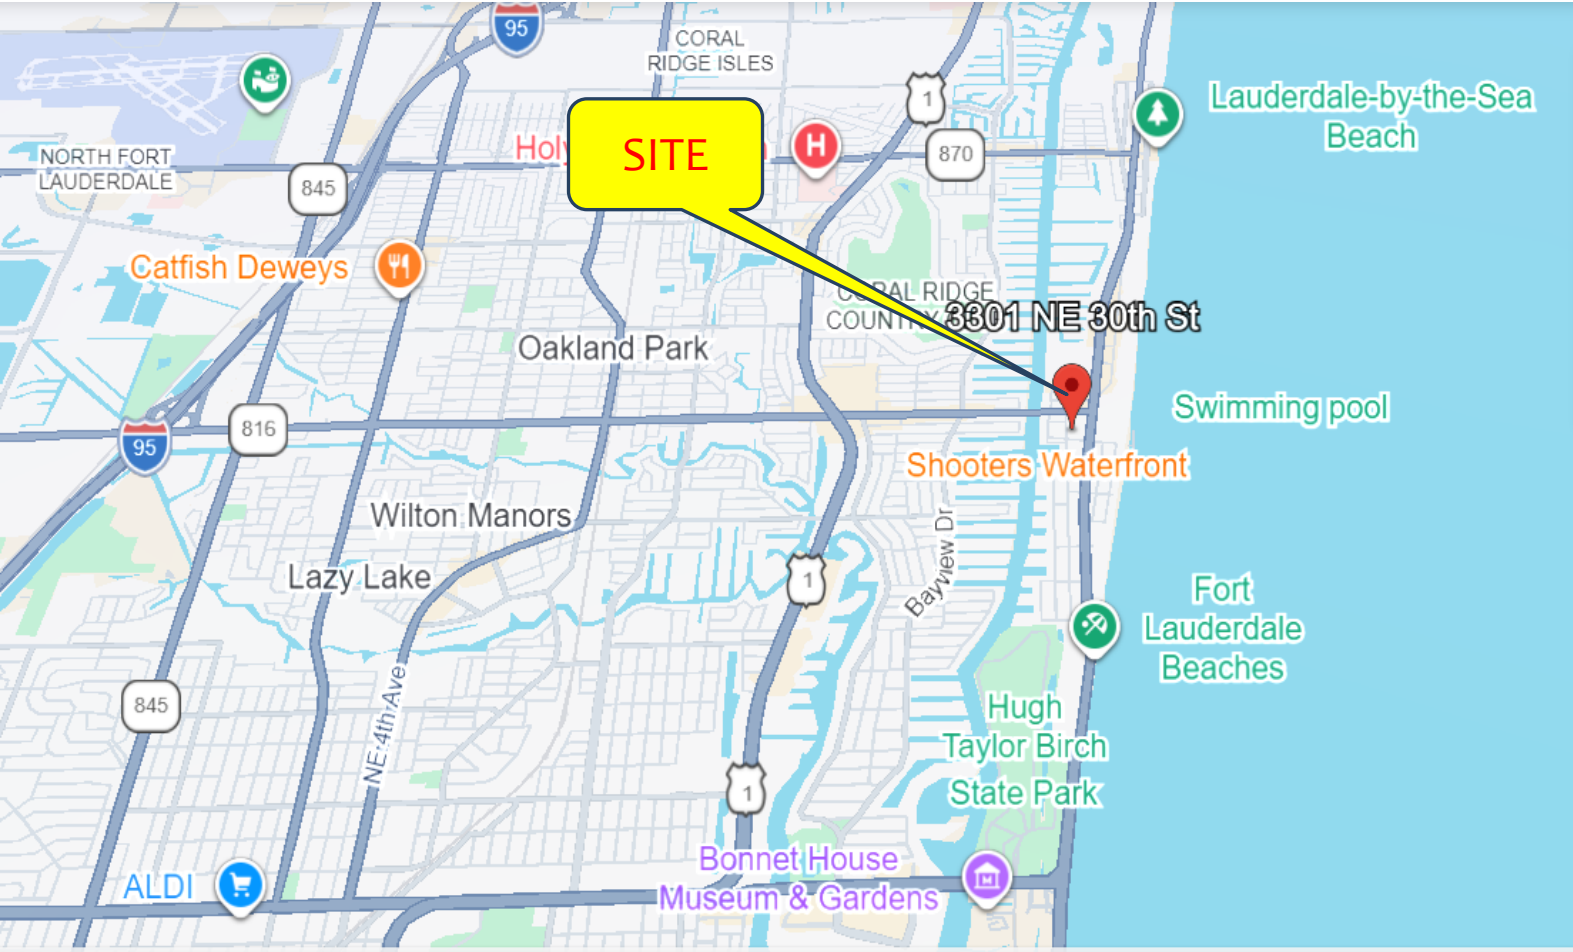 95
CORAL
RIDGE ISLES
1
Lauderdale-by-the-Sea
Beach
SITE
H
870
NORTH FORT
LAUDERDALE
845
Catfish Deweys
CORAL RIDGE
3301 NE 30th St
Oakland Park
Swimming pool
816
95
Shooters Waterfront
Wilton Manors
Bayview Dr
Lazy Lake
1
Fort
Lauderdale
Beaches
845
NE 4th Ave
Hugh
Taylor Birch
State Park
1
Bonnet House
Museum & Gardens
ALDI